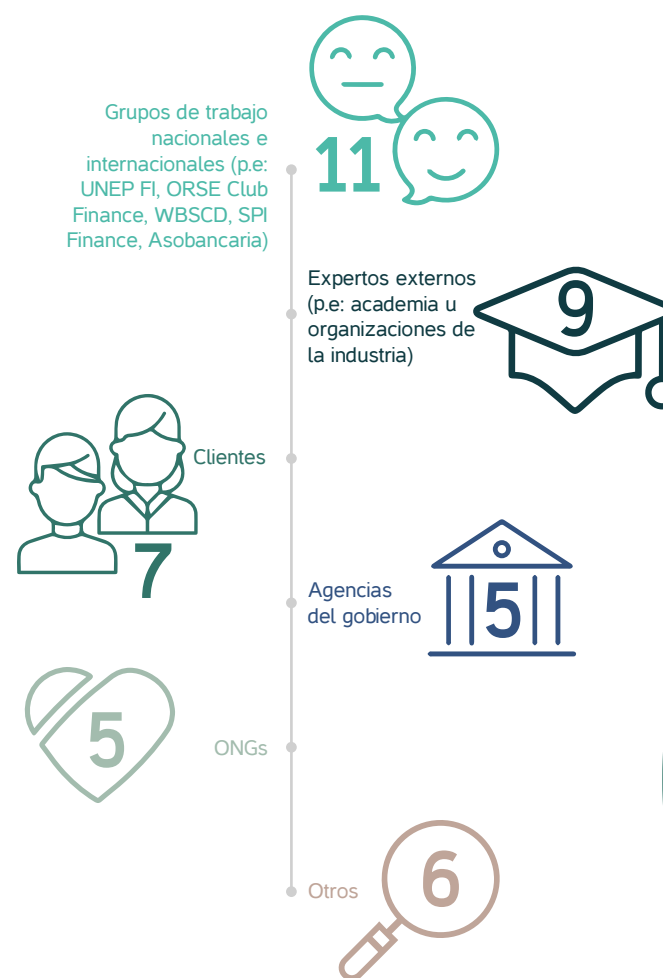 Grupos de trabajo
nacionales e
internacionales (p.e:
UNEP FI, ORSE Club
Finance, WBSCD, SPI
Finance, Asobancaria)
11
Expertos externos
(p.e: academia u
organizaciones de
la industria)
9
Clientes
7
Agencias
del gobierno
5
5
ONGs
Otros
6